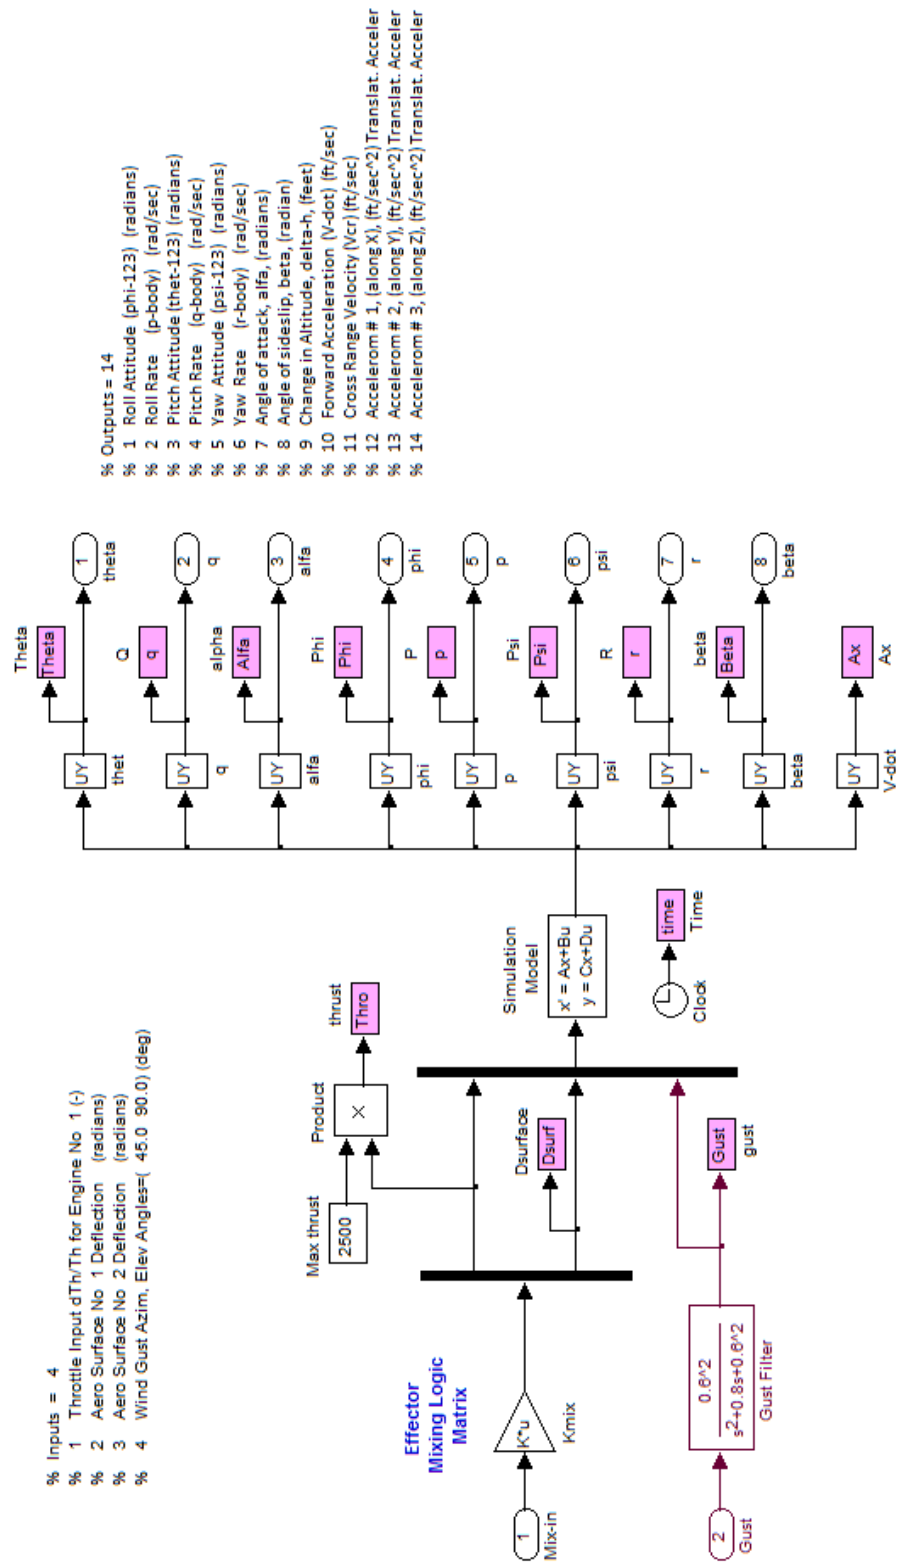 % Inputs = 4
% 1 Throttle Input dTh/Th for Engine No 1 (-)
% 2 Aero Surface No 1 Deflection (radians)
% 3 Aero Surface No 2 Deflection (radians)
% 4 Wind Gust Azim, Elev Angles=( 45.0 90.0) (deg)
% Outputs = 14
% 1 Roll Attitude (phi-123) (radians)
% 2 Roll Rate (p-body) (rad/sec)
% 3 Pitch Attitude (thet-123) (radians)
% 4 Pitch Rate (q-body) (rad/sec)
% 5 Yaw Attitude (psi-123) (radians)
% 6 Yaw Rate (r-body) (rad/sec)
% 7 Angle of attack, alfa, (radians)
% 8 Angle of sideslip, beta, (radian)
% 9 Change in Altitude, delta-h, (feet)
% 10 Forward Acceleration (V-dot) (ft/sec)
% 11 Cross Range Velocity (Vcr) (ft/sec)
% 12 Accelerom # 1, (along X), (ft/sec^2) Translat. Acceler
% 13 Accelerom # 2, (along Y), (ft/sec^2) Translat. Acceler
% 14 Accelerom # 3, (along Z), (ft/sec^2) Translat. Acceler
Effector
Mixing Logic
Matrix
1
Mix-in
K*u
Kmix
2
Gust
0.6^2
s^2+0.8s+0.6^2
Gust Filter
Max thrust
2500
Product
×
thrust
Thro
Dsurface
Dsurf
Gust
gust
Simulation
Model
x' = Ax+Bu
y = Cx+Du
Clock
time
Time
UY
thet
Theta
Theta
1
theta
UY
q
Q
q
2
q
UY
alfa
alpha
Alfa
3
alfa
UY
phi
Phi
Phi
4
phi
UY
p
P
p
5
p
UY
psi
Psi
Psi
6
psi
UY
r
R
r
7
r
UY
beta
beta
Beta
8
beta
UY
V-dot
Ax
Ax